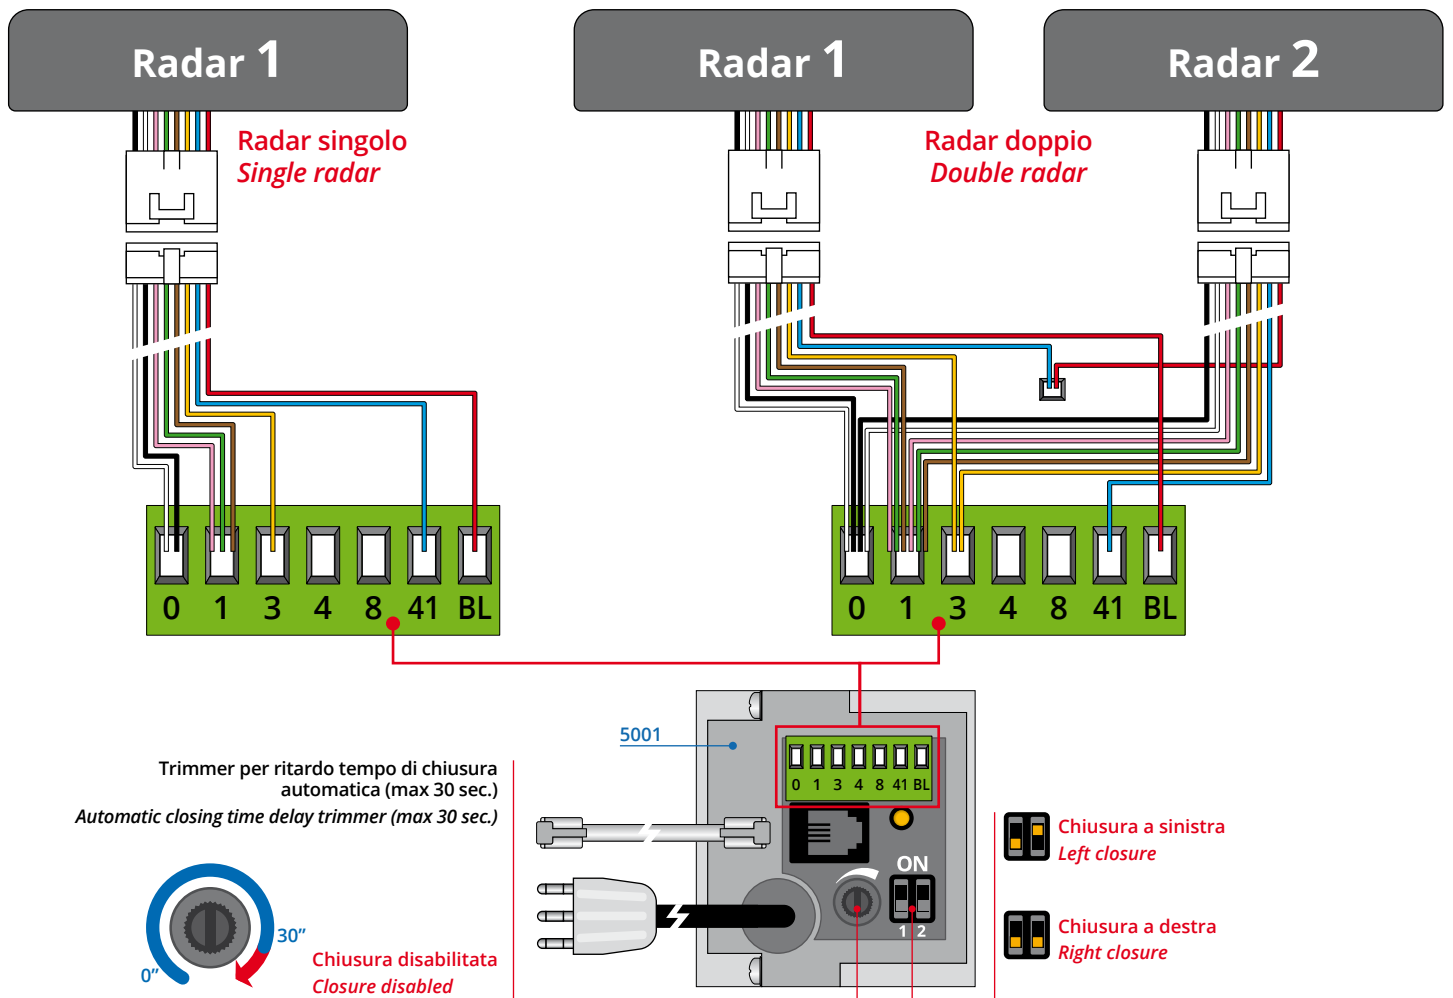 Radar 1
Radar 1
Radar 2
Radar singolo
Single radar
Radar doppio
Double radar
0 1 3 4 8 41 BL
0 1 3 4 8 41 BL
5001
0 1 3 4 8 41 BL
ON
1 2
Trimmer per ritardo tempo di chiusura
automatica (max 30 sec.)
Automatic closing time delay trimmer (max 30 sec.)
0”
30”
Chiusura disabilitata
Closure disabled
Chiusura a sinistra
Left closure
Chiusura a destra
Right closure